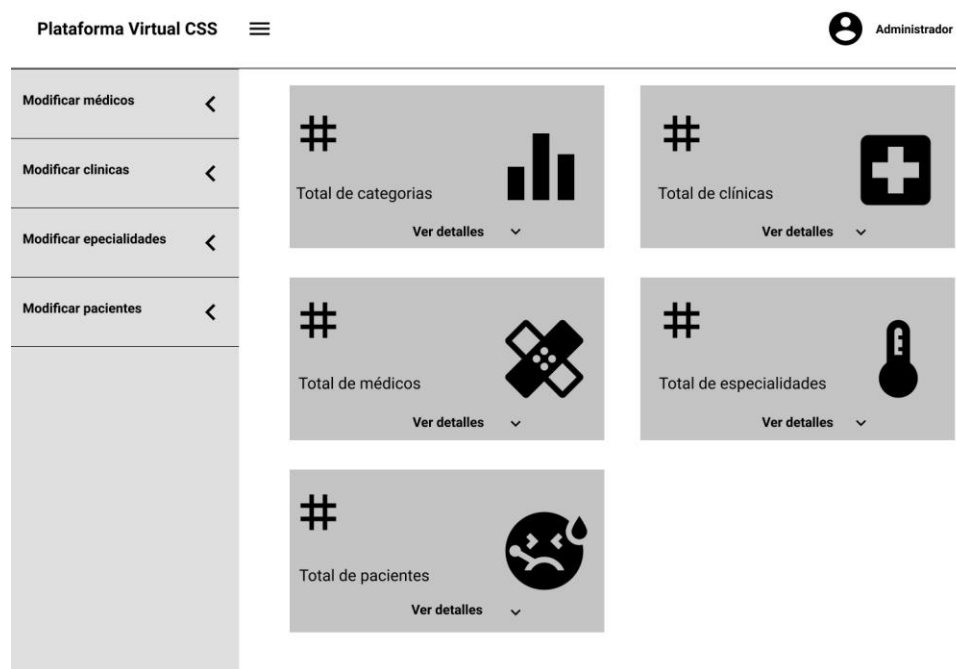 Plataforma Virtual CSS
Administrador
Modificar médicos
Modificar clinicas
Modificar epecialidades
Modificar pacientes
#
Total de categorias
Ver detalles
#
Total de clínicas
Ver detalles
#
Total de médicos
Ver detalles
#
Total de especialidades
Ver detalles
#
Total de pacientes
Ver detalles